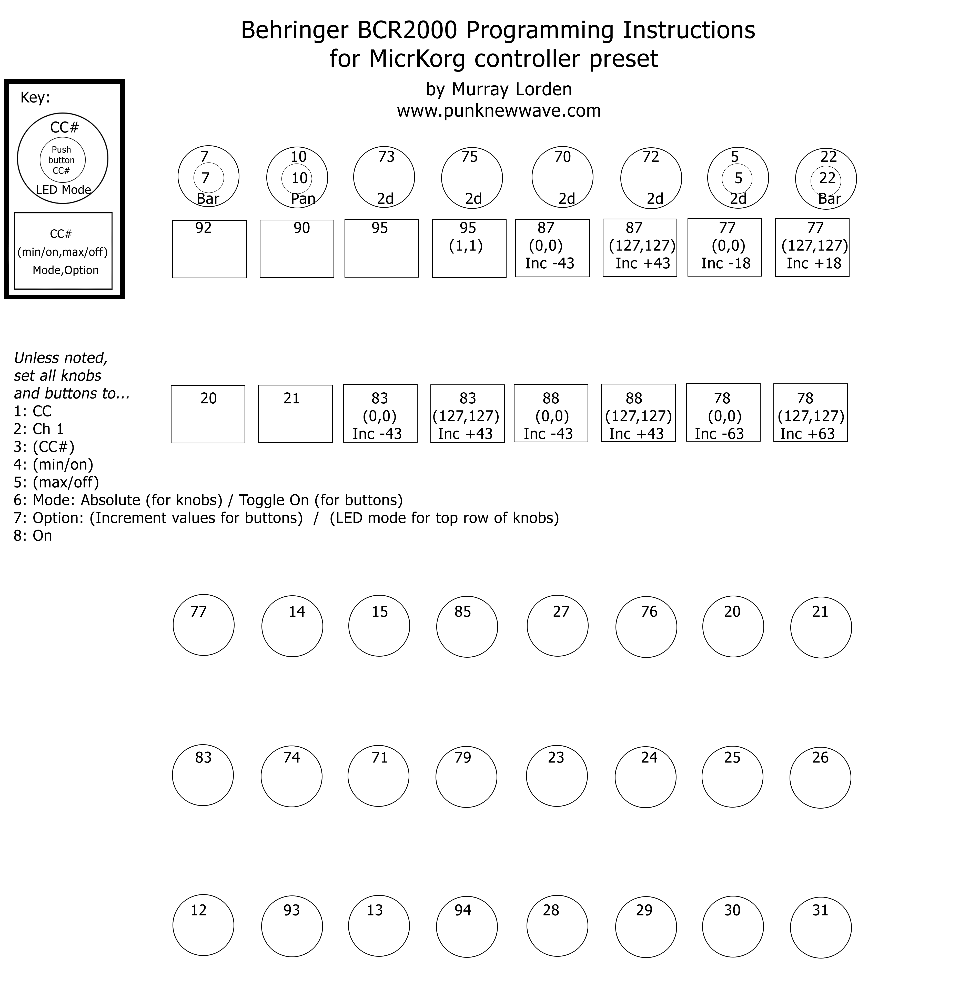 Behringer BCR2000 Programming Instructions
for MicrKorg controller preset
by Murray Lorden
www.punknewwave.com
Key:
CC#
Push
button
CC#
LED Mode
CC#
(min/on,max/off)
Mode,Option
7 10 73 75 70 72 5 22
7 10 5 22
Bar Pan 2d 2d 2d 2d 2d Bar
92 90 95 95 87 87 77 77
(1,1) (0,0) (127,127) (0,0) (127,127)
Inc -43 Inc +43 Inc -18 Inc +18
Unless noted,
set all knobs
and buttons to...
1: CC
2: Ch 1
3: (CC#)
4: (min/on)
5: (max/off)
6: Mode: Absolute (for knobs) / Toggle On (for buttons)
7: Option: (Increment values for buttons)  /  (LED mode for top row of knobs)
8: On
20 21 83 83 88 88 78 78
(0,0) (127,127) (0,0) (127,127) (0,0) (127,127)
Inc -43 Inc +43 Inc -43 Inc +43 Inc -63 Inc +63
77 14 15 85 27 76 20 21
83 74 71 79 23 24 25 26
12 93 13 94 28 29 30 31